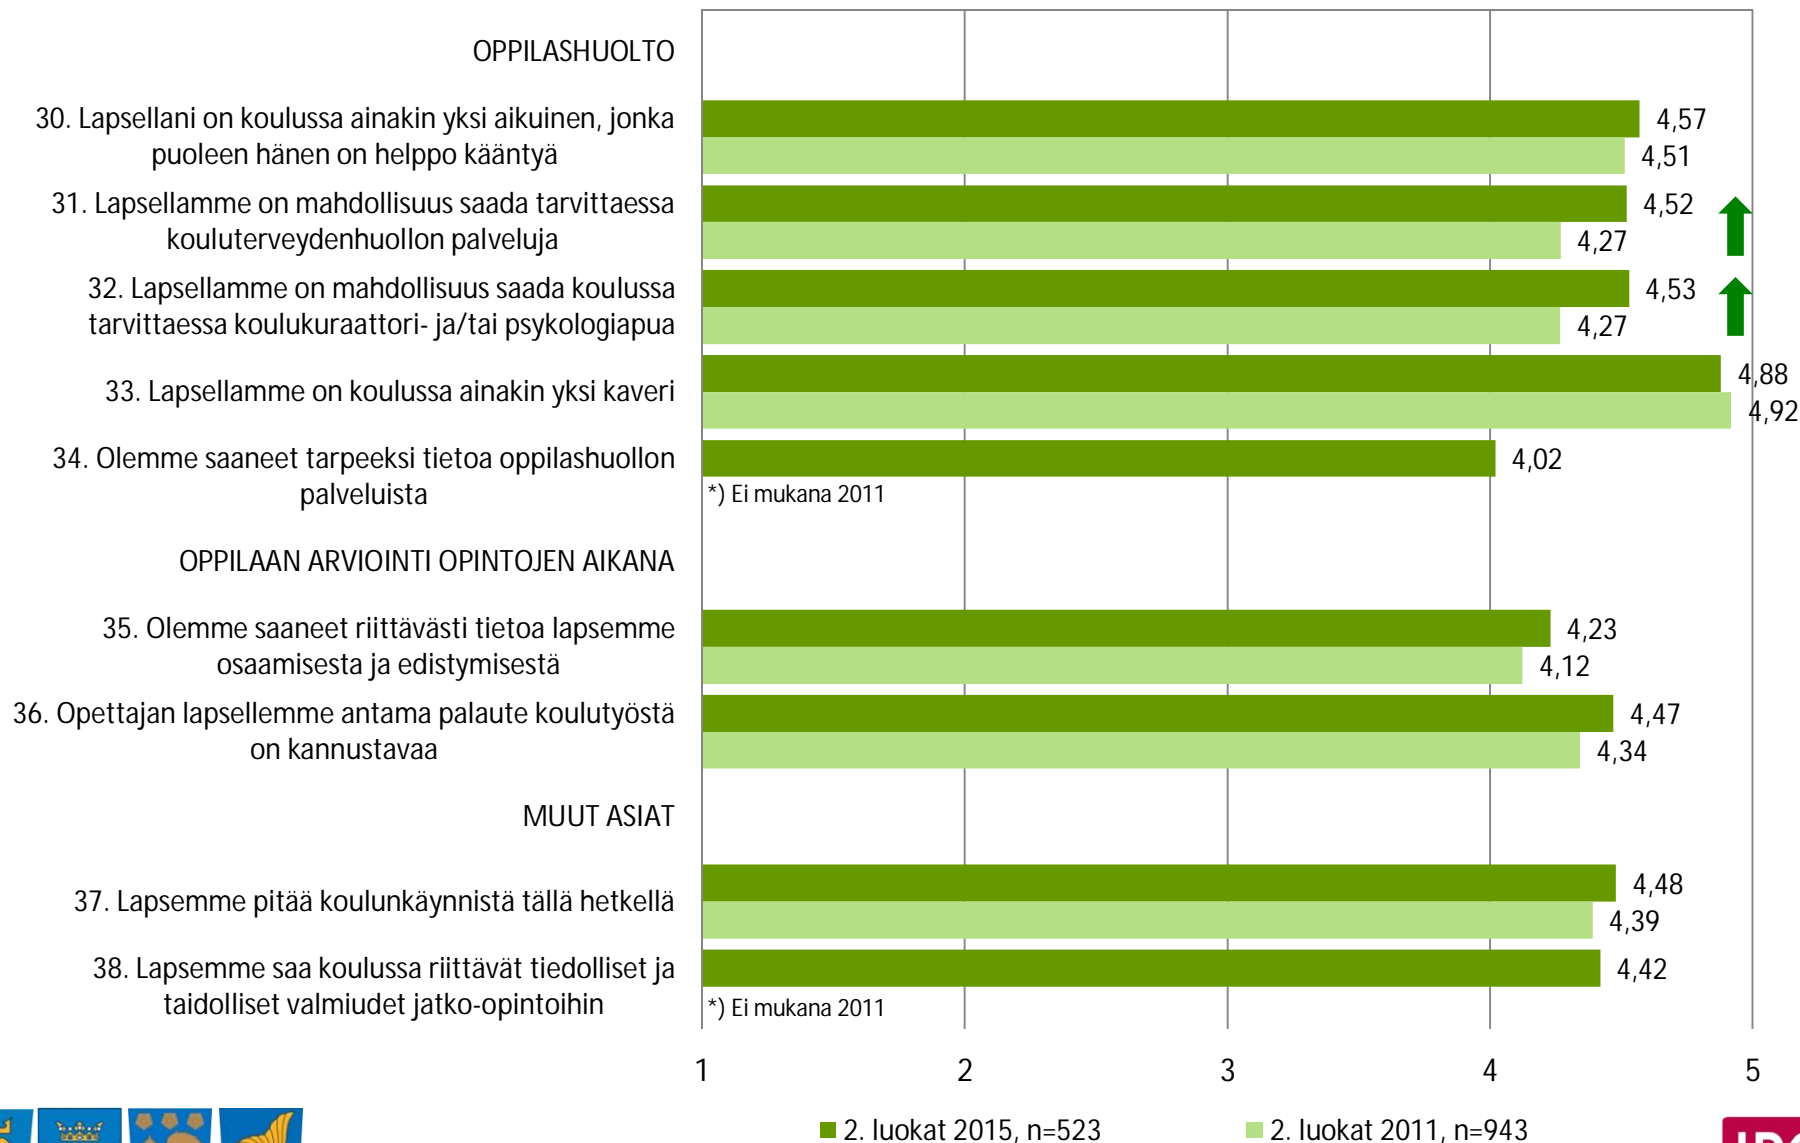 OPPILASHUOLTO
30. Lapsellani on koulussa ainakin yksi aikuinen, jonka
puoleen hänen on helppo kääntyä
4,57
4,51
31. Lapsellamme on mahdollisuus saada tarvittaessa
kouluterveydenhuollon palveluja
4,52
4,27
32. Lapsellamme on mahdollisuus saada koulussa
tarvittaessa koulukuraattori- ja/tai psykologiapua
4,53
4,27
33. Lapsellamme on koulussa ainakin yksi kaveri
4,88
4,92
34. Olemme saaneet tarpeeksi tietoa oppilashuollon
palveluista
4,02
*) Ei mukana 2011
OPPILAAN ARVIOINTI OPINTOJEN AIKANA
35. Olemme saaneet riittävästi tietoa lapsemme
osaamisesta ja edistymisestä
4,23
4,12
36. Opettajan lapsellemme antama palaute koulutyöstä
on kannustavaa
4,47
4,34
MUUT ASIAT
37. Lapsemme pitää koulunkäynnistä tällä hetkellä
4,48
4,39
38. Lapsemme saa koulussa riittävät tiedolliset ja
taidolliset valmiudet jatko-opintoihin
4,42
*) Ei mukana 2011
1 2 3 4 5
2. luokat 2015, n=523
2. luokat 2011, n=943